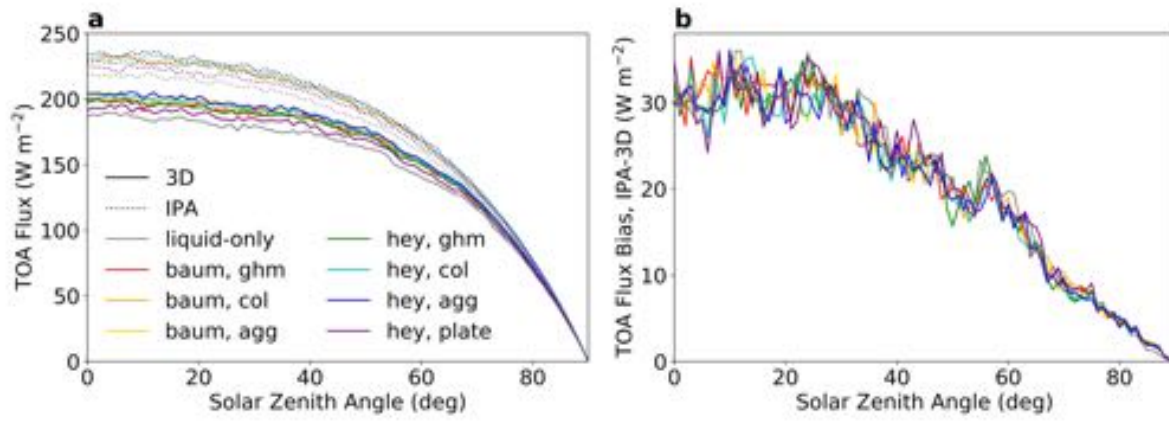 a
TOA Flux (W m⁻²)
250
200
150
100
50
0
3D
IPA
liquid-only
baum, ghm
baum, col
baum, agg
hey, ghm
hey, col
hey, agg
hey, plate
0 20 40 60 80
Solar Zenith Angle (deg)
b
TOA Flux Bias, IPA-3D (W m⁻²)
30
20
10
0
0 20 40 60 80
Solar Zenith Angle (deg)